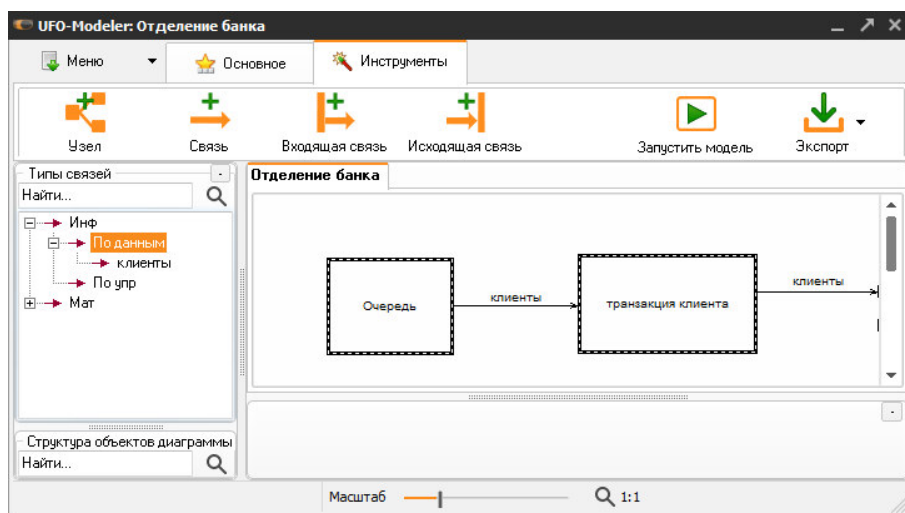 UFO-Modeler: Отделение банка
Меню
Основное
Инструменты
Узел
Связь
Входящая связь
Исходящая связь
Запустить модель
Экспорт
Типы связей
Найти...
Инф
По данным
клиенты
По упр
Мат
Структура объектов диаграммы
Найти...
Отделение банка
Очередь
клиенты
транзакция клиента
клиенты
Масштаб
1:1